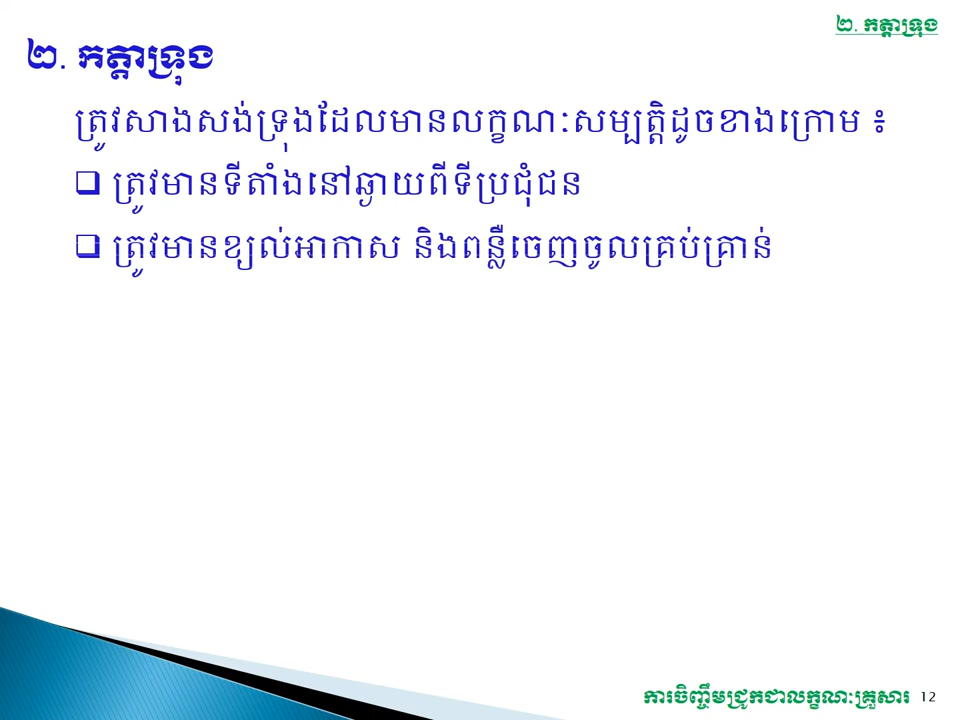 ២. កត្តាទ្រុង
២. កត្តាទ្រុង
ត្រូវសាងសង់ទ្រុងដែលមានលក្ខណៈសម្បត្តិដូចខាងក្រោម ៖
❑ ត្រូវមានទីតាំងនៅឆ្ងាយពីទីប្រជុំជន
❑ ត្រូវមានខ្យល់អាកាស និងពន្លឺចេញចូលគ្រប់គ្រាន់
ការចិញ្ចឹមជ្រូកជាលក្ខណៈគ្រួសារ 12